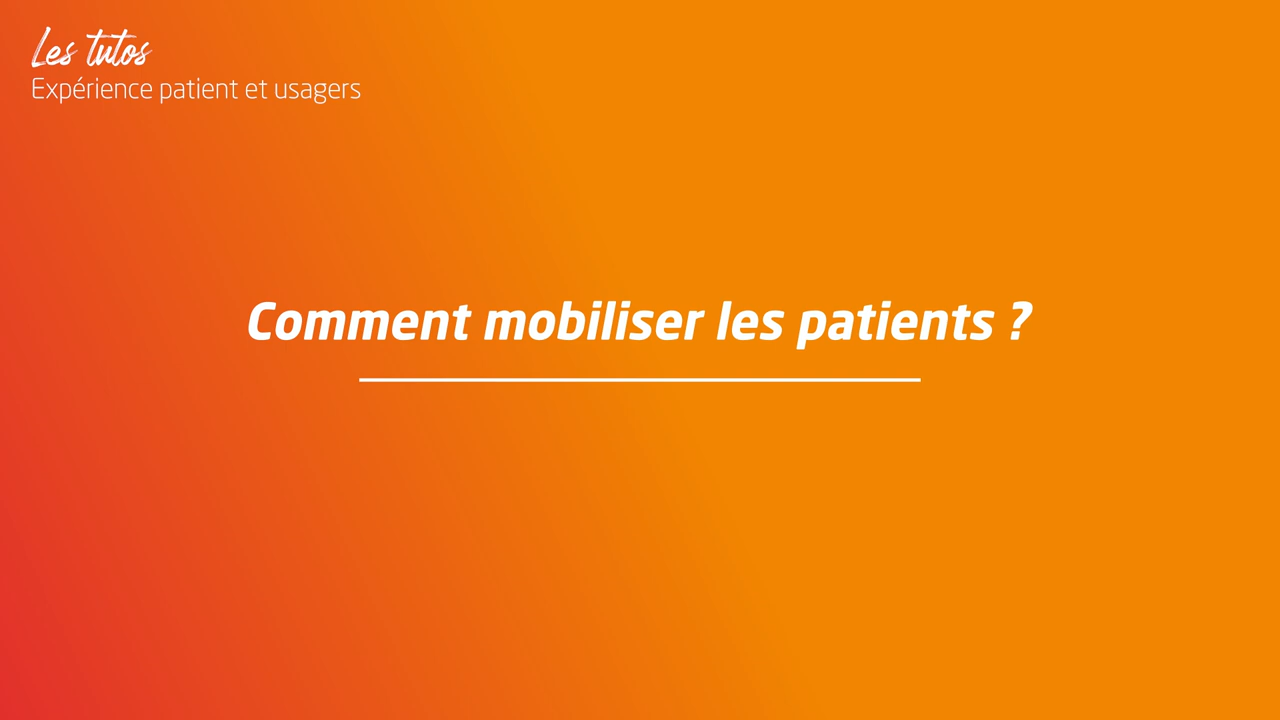 Les tutos
Expérience patient et usagers
Comment mobiliser les patients ?